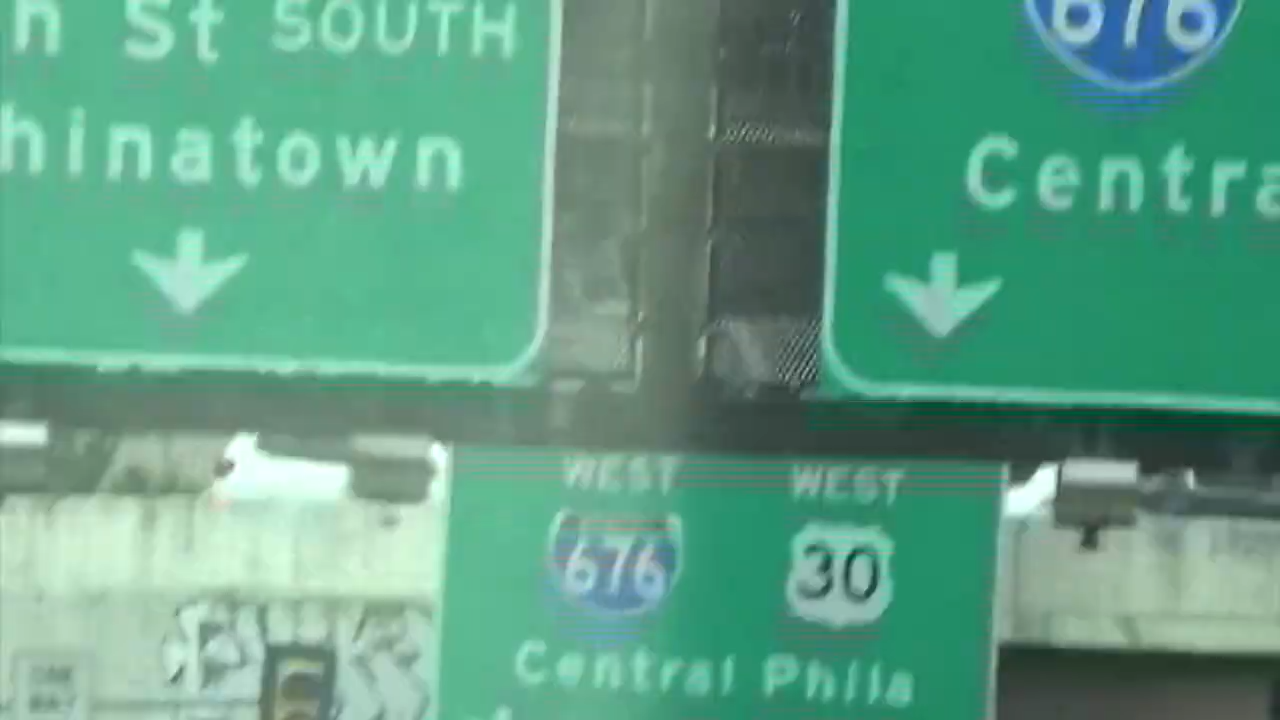 n St SOUTH
hinatown
676
Centra
WEST WEST
676 30
Central Phila